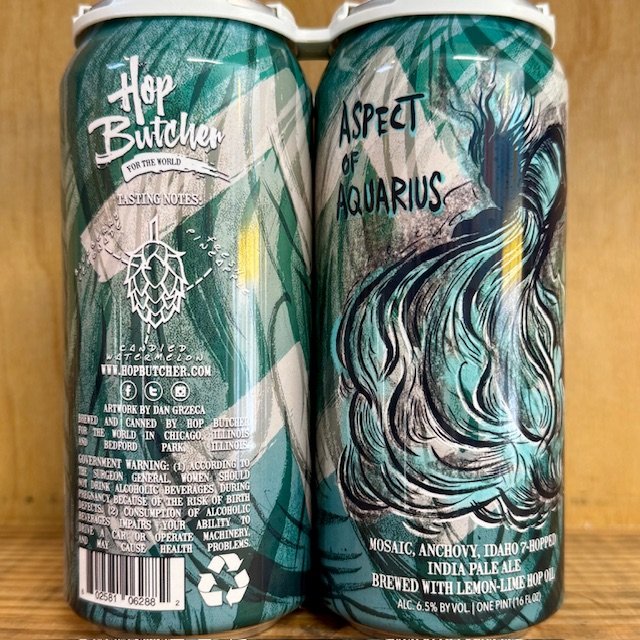 Hop
Butcher
FOR THE WORLD
TASTING NOTES:
CANDIED
WATERMELON
WWW.HOPBUTCHER.COM
ARTWORK BY DAN GRZECA
BREWED AND CANNED BY HOP BUTCHER
FOR THE WORLD IN CHICAGO, ILLINOIS
AND BEDFORD PARK, ILLINOIS.
GOVERNMENT WARNING: (1) ACCORDING TO
THE SURGEON GENERAL, WOMEN SHOULD
NOT DRINK ALCOHOLIC BEVERAGES DURING
PREGNANCY BECAUSE OF THE RISK OF BIRTH
DEFECTS. (2) CONSUMPTION OF ALCOHOLIC
BEVERAGES IMPAIRS YOUR ABILITY TO
DRIVE A CAR OR OPERATE MACHINERY,
AND MAY CAUSE HEALTH PROBLEMS.
6 02581 06288 2
ASPECT
OF
AQUARIUS
MOSAIC, ANCHOVY, IDAHO 7-HOPPED
INDIA PALE ALE
BREWED WITH LEMON-LIME HOP OIL
ALC. 6.5% BY VOL. | ONE PINT (16 FL OZ)